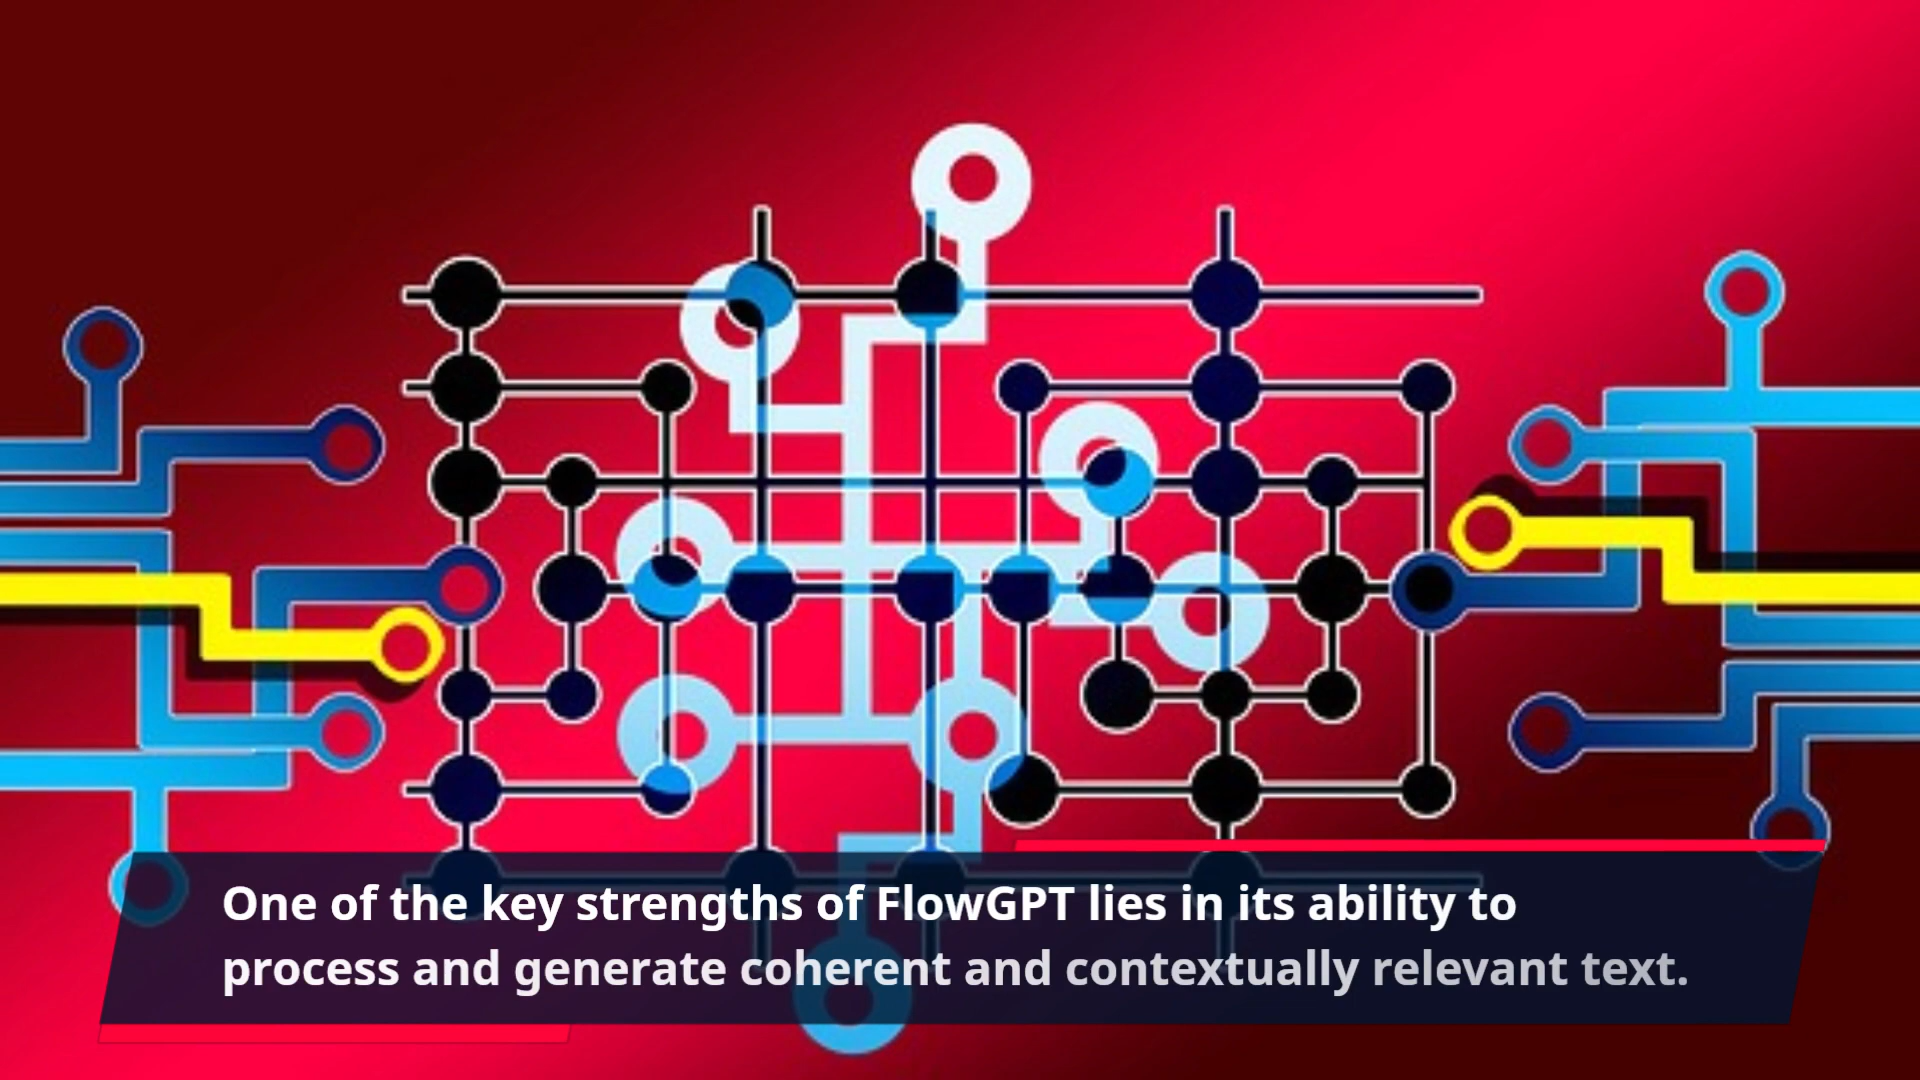 One of the key strengths of FlowGPT lies in its ability to
process and generate coherent and contextually relevant text.